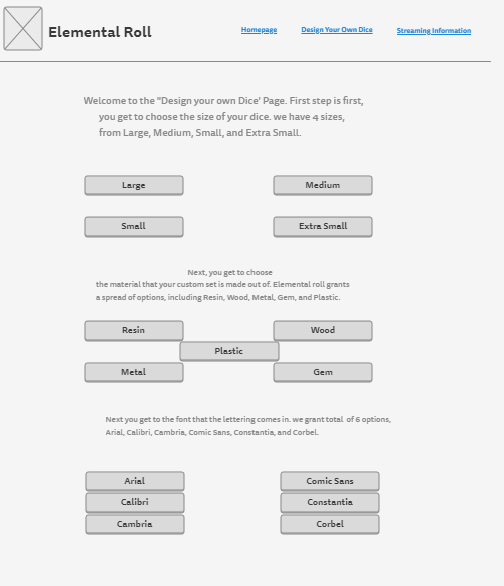 Elemental Roll
Homepage
Design Your Own Dice
Streaming Information
Welcome to the "Design your own Dice' Page. First step is first,
you get to choose the size of your dice. we have 4 sizes,
from Large, Medium, Small, and Extra Small.
Large
Medium
Small
Extra Small
Next, you get to choose
the material that your custom set is made out of. Elemental roll grants
a spread of options, including Resin, Wood, Metal, Gem, and Plastic.
Resin
Wood
Plastic
Metal
Gem
Next you get to the font that the lettering comes in. we grant total of 6 options,
Arial, Calibri, Cambria, Comic Sans, Constantia, and Corbel.
Arial
Comic Sans
Calibri
Constantia
Cambria
Corbel